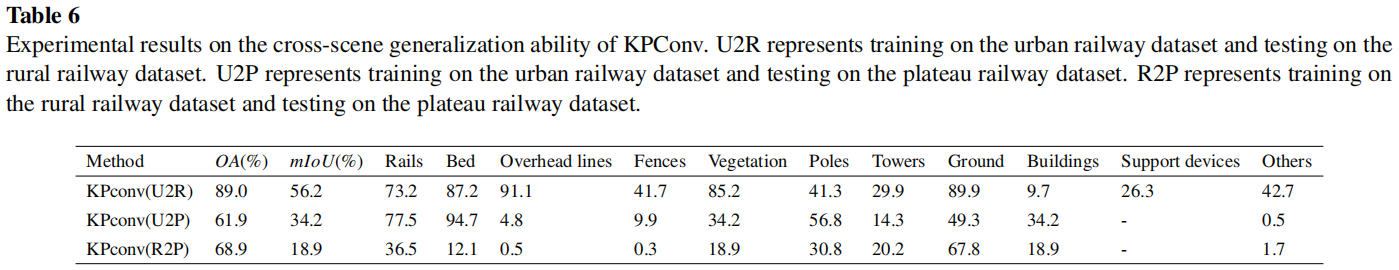 Table 6
Experimental results on the cross-scene generalization ability of KPConv. U2R represents training on the urban railway dataset and testing on the
rural railway dataset. U2P represents training on the urban railway dataset and testing on the plateau railway dataset. R2P represents training on
the rural railway dataset and testing on the plateau railway dataset.
Method OA(%) mIoU(%) Rails Bed Overhead lines Fences Vegetation Poles Towers Ground Buildings Support devices Others
KPconv(U2R) 89.0 56.2 73.2 87.2 91.1 41.7 85.2 41.3 29.9 89.9 9.7 26.3 42.7
KPconv(U2P) 61.9 34.2 77.5 94.7 4.8 9.9 34.2 56.8 14.3 49.3 34.2 - 0.5
KPconv(R2P) 68.9 18.9 36.5 12.1 0.5 0.3 18.9 30.8 20.2 67.8 18.9 - 1.7